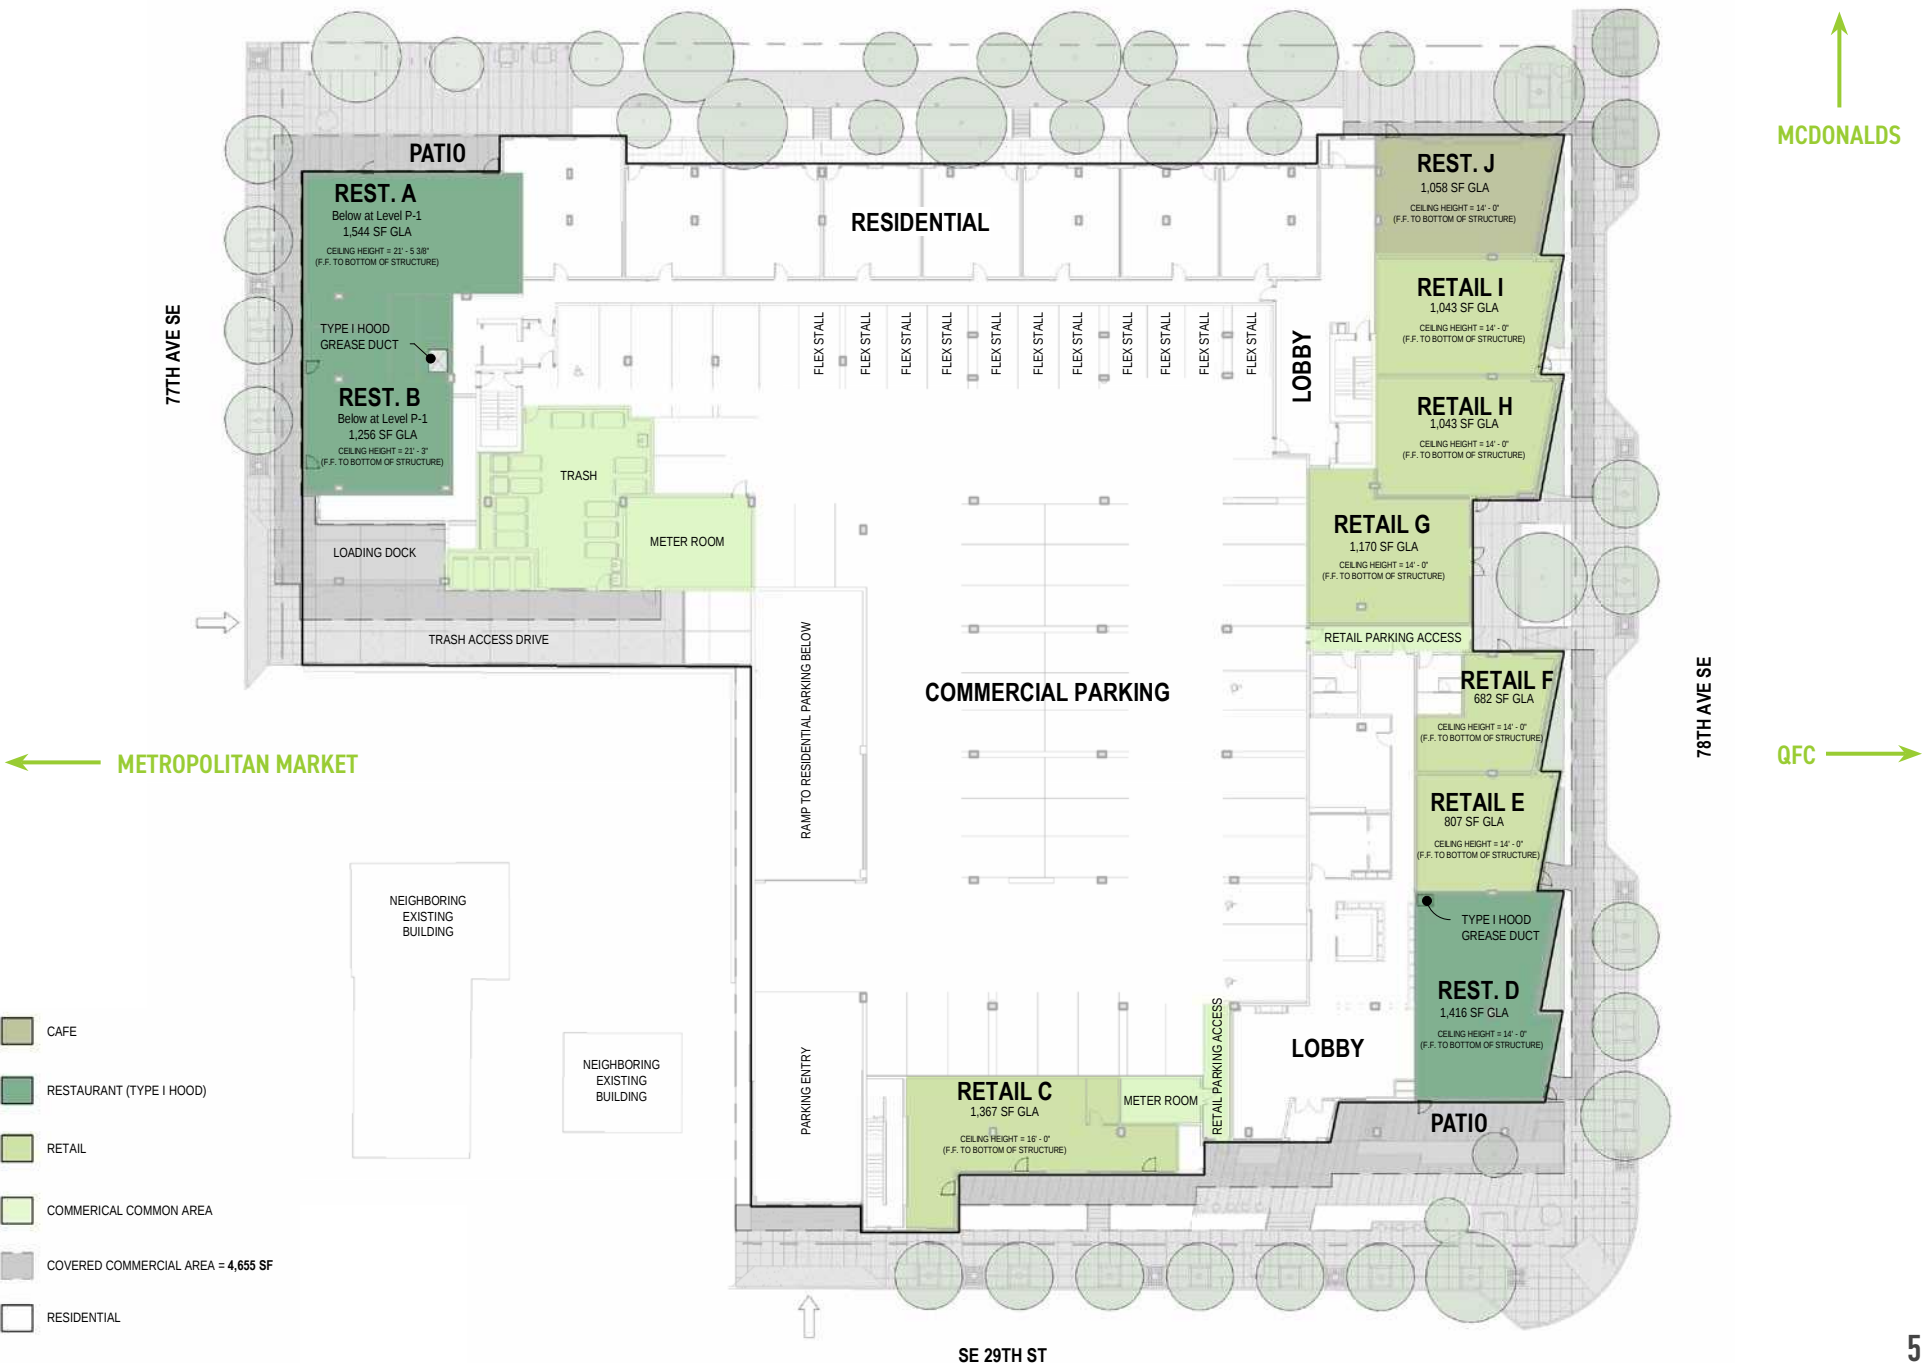 MCDONALDS
PATIO
REST. A
Below at Level P-1
1,544 SF GLA
CEILING HEIGHT = 21' - 5 3/8"
(F.F. TO BOTTOM OF STRUCTURE)
TYPE I HOOD
GREASE DUCT
REST. B
Below at Level P-1
1,256 SF GLA
CEILING HEIGHT = 21' - 3"
(F.F. TO BOTTOM OF STRUCTURE)
77TH AVE SE
RESIDENTIAL
FLEX STALL
FLEX STALL
FLEX STALL
FLEX STALL
FLEX STALL
FLEX STALL
FLEX STALL
FLEX STALL
FLEX STALL
FLEX STALL
FLEX STALL
LOBBY
REST. J
1,058 SF GLA
CEILING HEIGHT = 14' - 0"
(F.F. TO BOTTOM OF STRUCTURE)
RETAIL I
1,043 SF GLA
CEILING HEIGHT = 14' - 0"
(F.F. TO BOTTOM OF STRUCTURE)
RETAIL H
1,043 SF GLA
CEILING HEIGHT = 14' - 0"
(F.F. TO BOTTOM OF STRUCTURE)
RETAIL G
1,170 SF GLA
CEILING HEIGHT = 14' - 0"
(F.F. TO BOTTOM OF STRUCTURE)
TRASH
METER ROOM
LOADING DOCK
TRASH ACCESS DRIVE
RAMP TO RESIDENTIAL PARKING BELOW
COMMERCIAL PARKING
RETAIL PARKING ACCESS
RETAIL F
682 SF GLA
CEILING HEIGHT = 14' - 0"
(F.F. TO BOTTOM OF STRUCTURE)
78TH AVE SE
METROPOLITAN MARKET
QFC
RETAIL E
807 SF GLA
CEILING HEIGHT = 14' - 0"
(F.F. TO BOTTOM OF STRUCTURE)
TYPE I HOOD
GREASE DUCT
REST. D
1,416 SF GLA
CEILING HEIGHT = 14' - 0"
(F.F. TO BOTTOM OF STRUCTURE)
NEIGHBORING
EXISTING
BUILDING
NEIGHBORING
EXISTING
BUILDING
PARKING ENTRY
RETAIL C
1,367 SF GLA
CEILING HEIGHT = 16' - 0"
(F.F. TO BOTTOM OF STRUCTURE)
METER ROOM
RETAIL PARKING ACCESS
LOBBY
PATIO
CAFE
RESTAURANT (TYPE I HOOD)
RETAIL
COMMERICAL COMMON AREA
COVERED COMMERCIAL AREA = 4,655 SF
RESIDENTIAL
SE 29TH ST
5